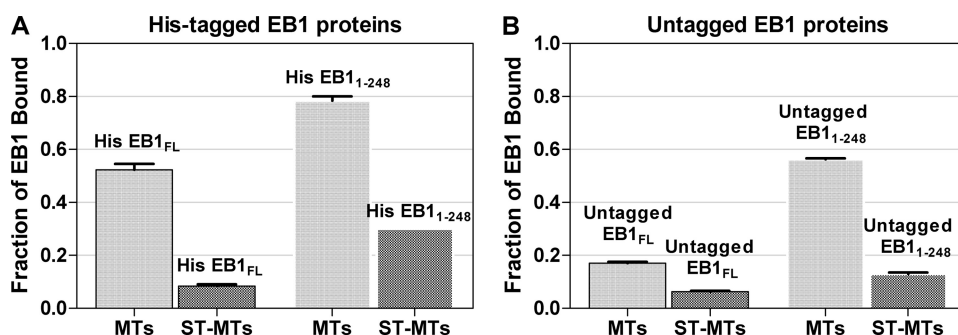 A
His-tagged EB1 proteins
Fraction of EB1 Bound
1.0
0.8
0.6
0.4
0.2
0.0
His EB1FL
His EB1FL
His EB11-248
His EB11-248
MTs
ST-MTs
MTs
ST-MTs
B
Untagged EB1 proteins
Fraction of EB1 Bound
1.0
0.8
0.6
0.4
0.2
0.0
Untagged
EB1FL
Untagged
EB1FL
Untagged
EB11-248
Untagged
EB11-248
MTs
ST-MTs
MTs
ST-MTs